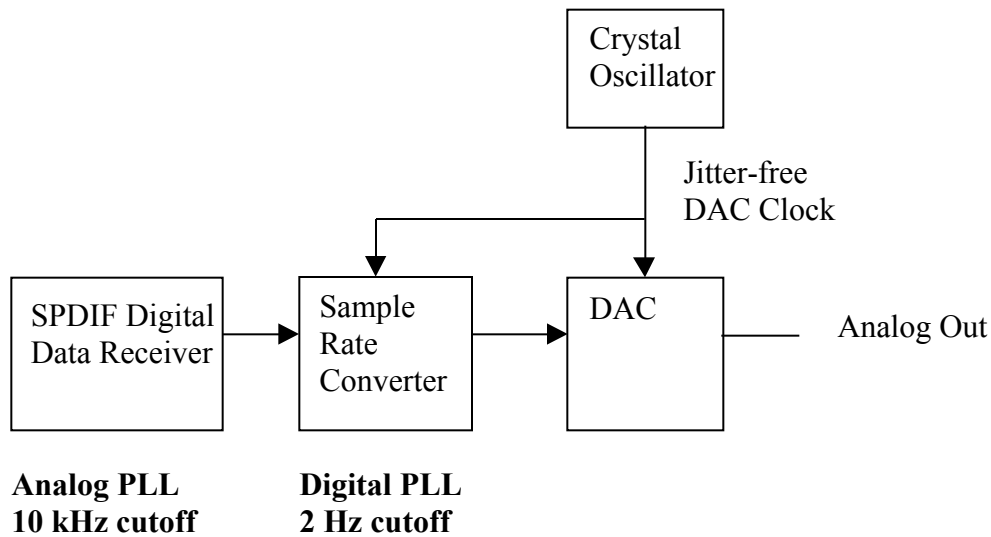 Crystal
Oscillator
Jitter-free
DAC Clock
SPDIF Digital
Data Receiver
Sample
Rate
Converter
DAC
Analog Out
Analog PLL
10 kHz cutoff
Digital PLL
2 Hz cutoff